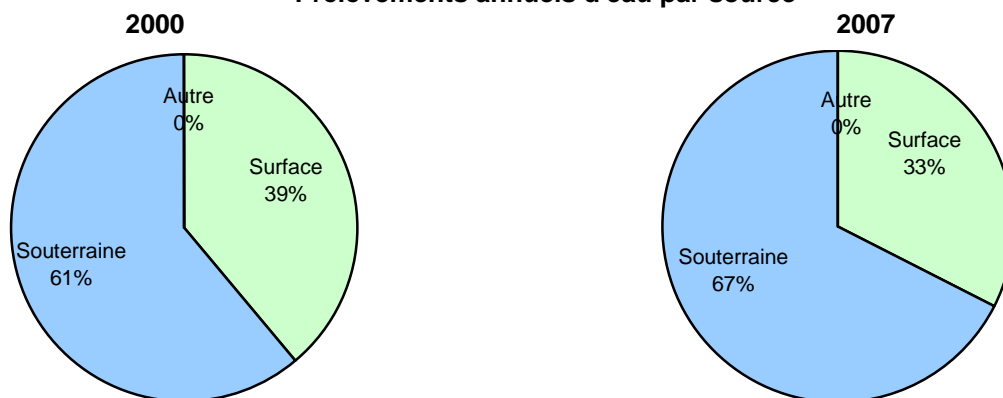 Prélèvements annuels d'eau par source
2000
2007
Autre
0%
Surface
39%
Souterraine
61%
Autre
0%
Surface
33%
Souterraine
67%